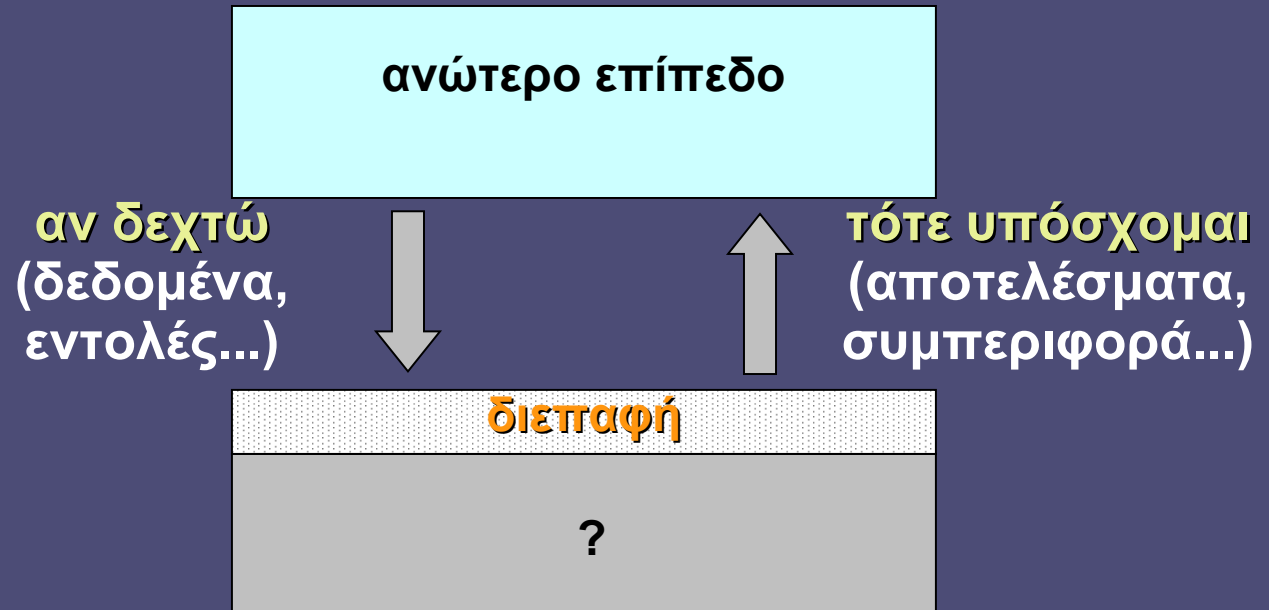 ανώτερο επίπεδο
αν δεχτώ
(δεδομένα,
εντολές...)
τότε υπόσχομαι
(αποτελέσματα,
συμπεριφορά...)
διεπαφή
?